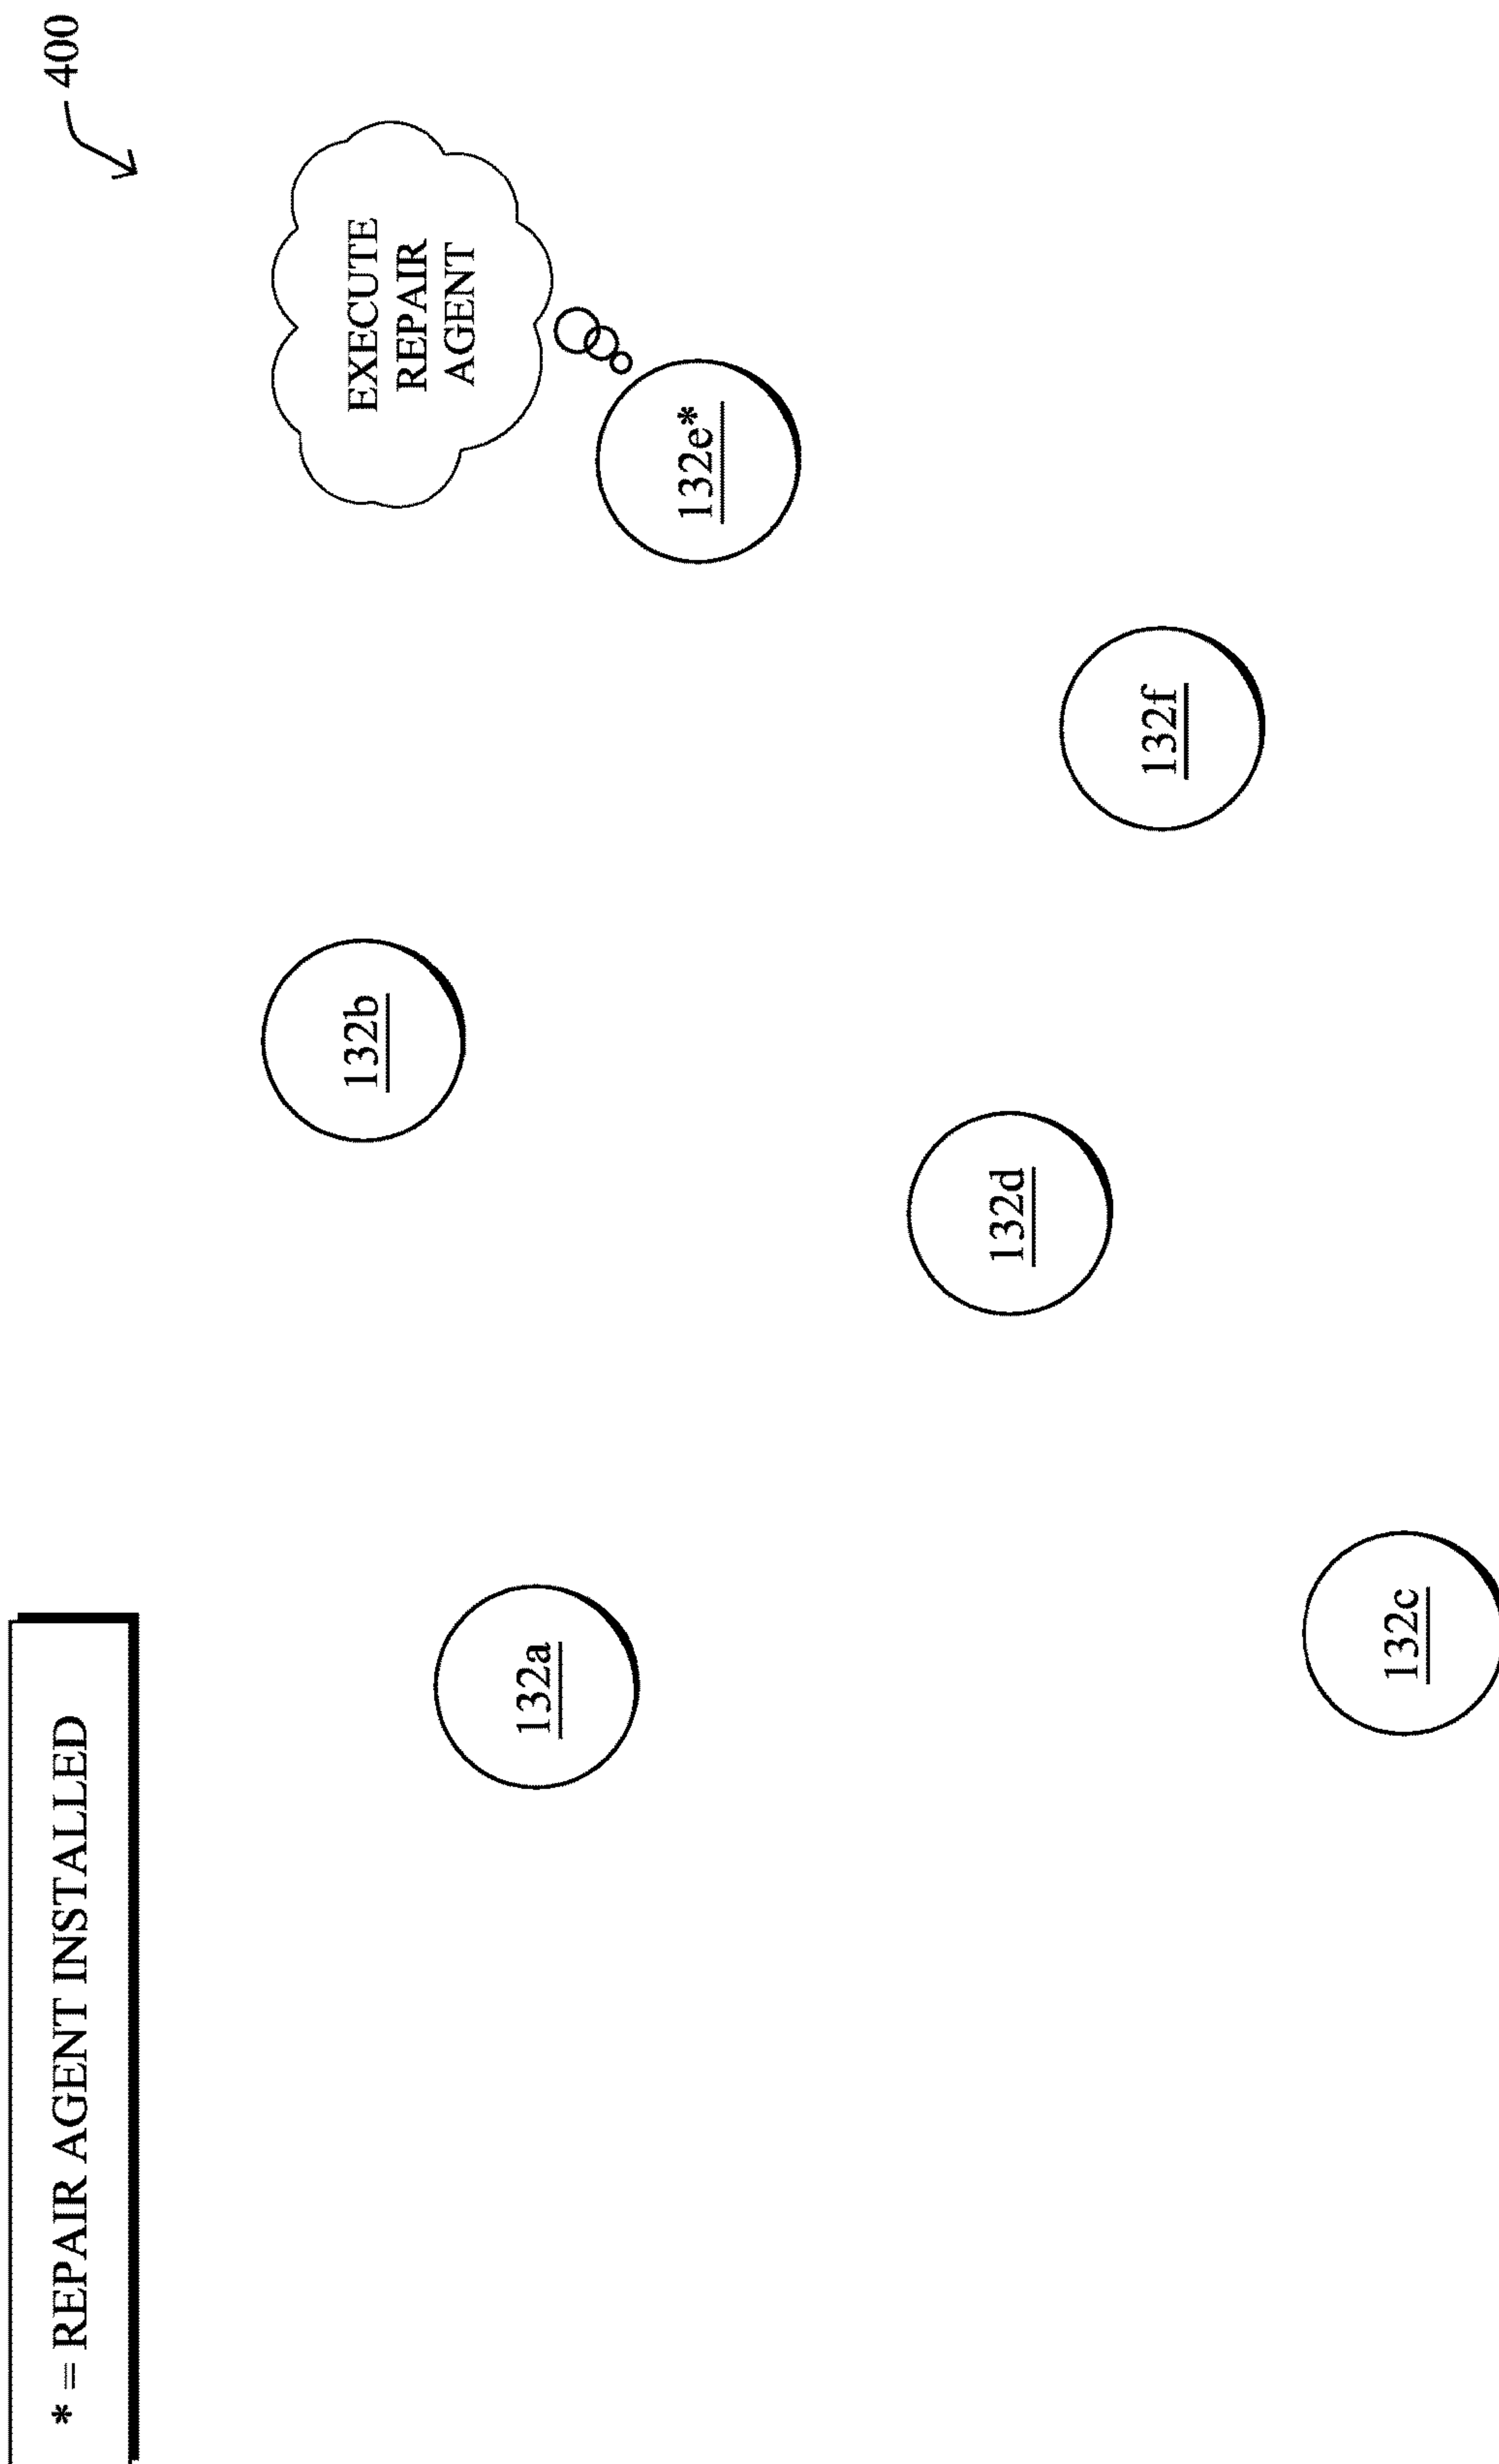 * = REPAIR AGENT INSTALLED
400
EXECUTE
REPAIR
AGENT
132b
132a
132e*
132d
132f
132c